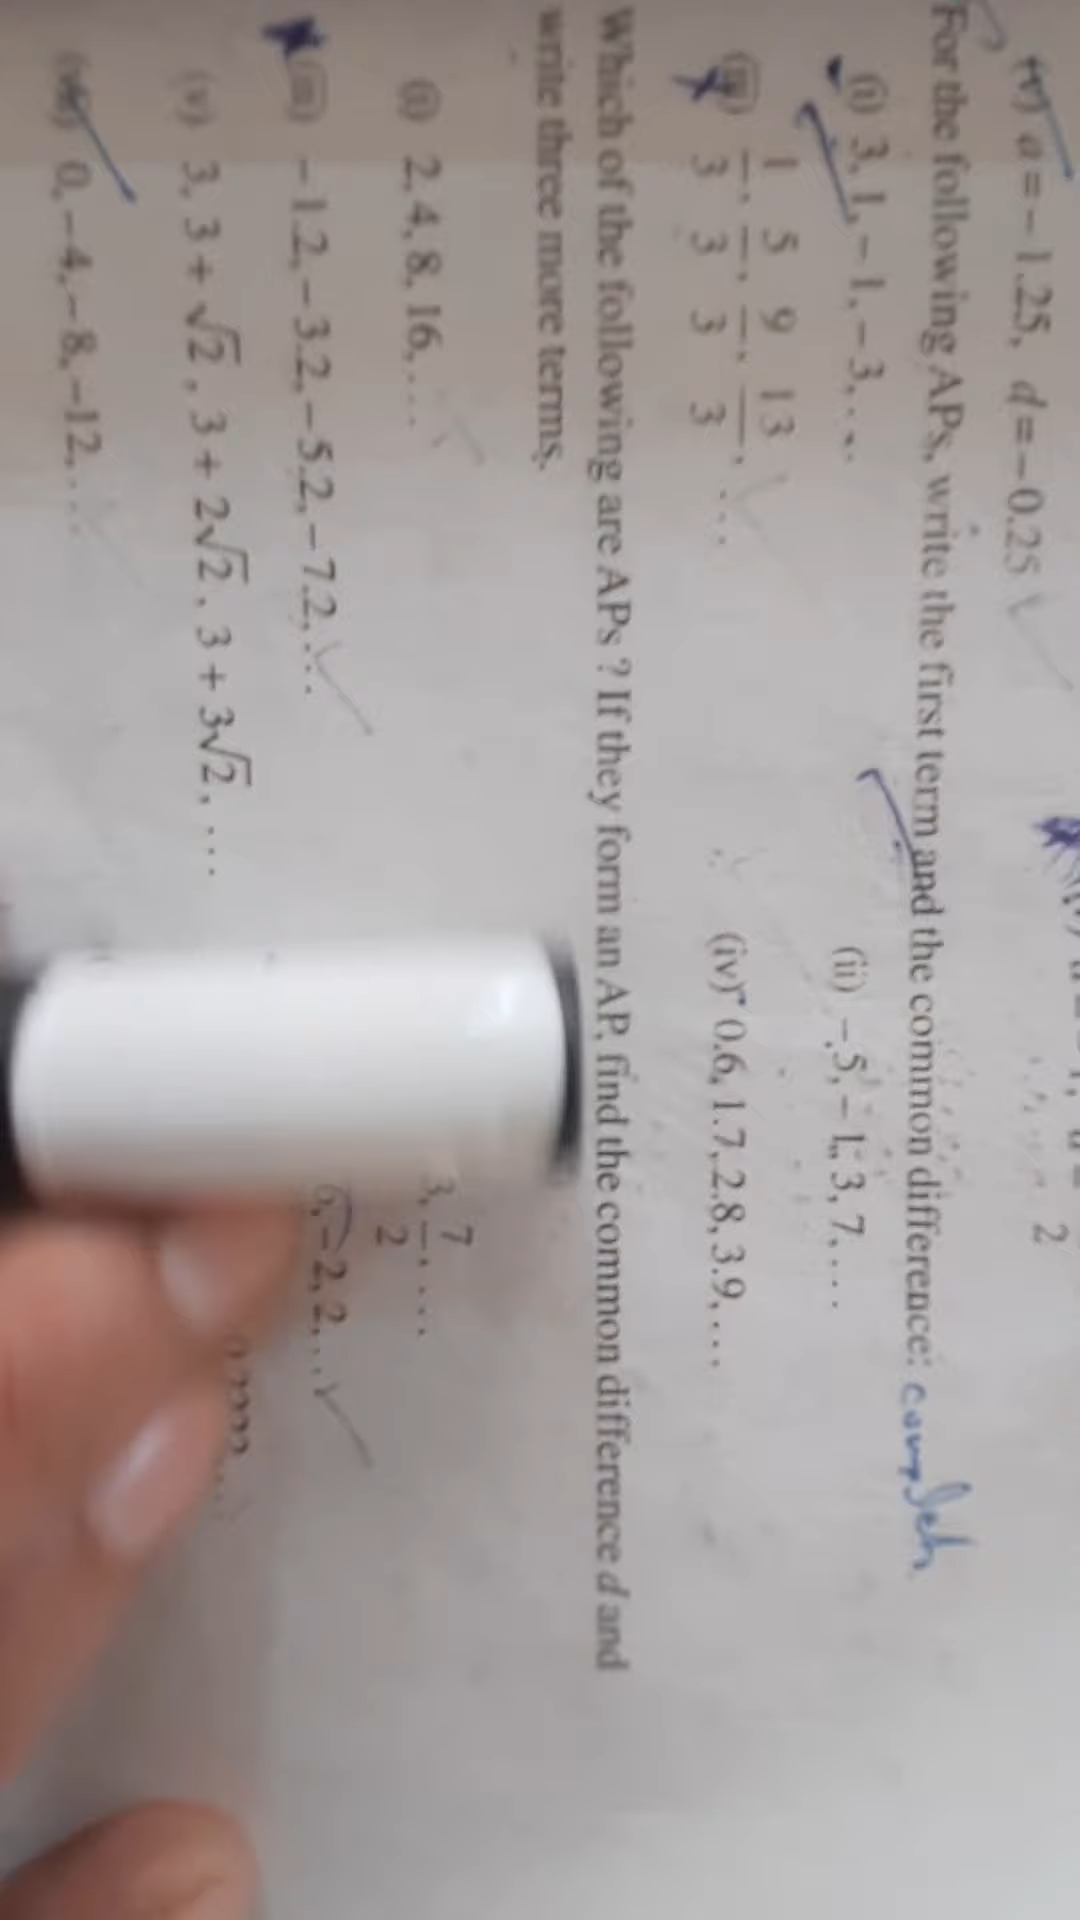 (iv) a = – 1.25, d = – 0.25
2
For the following APs, write the first term and the common difference:
(i) 3, 1, – 1, – 3, . . .
(ii) – 5, – 1, 3, 7, . . .
(iii) 1/3, 5/3, 9/3, 13/3, . . .
(iv) 0.6, 1.7, 2.8, 3.9, . . .
Which of the following are APs ? If they form an AP, find the common difference d and
write three more terms.
(i) 2, 4, 8, 16, . . .
3, 7/2, . . .
(iii) – 1.2, – 3.2, – 5.2, – 7.2, . . .
– 2, 2, . . .
(v) 3, 3 + √2, 3 + 2√2, 3 + 3√2, . . .
(vii) 0, – 4, – 8, –12, . . .